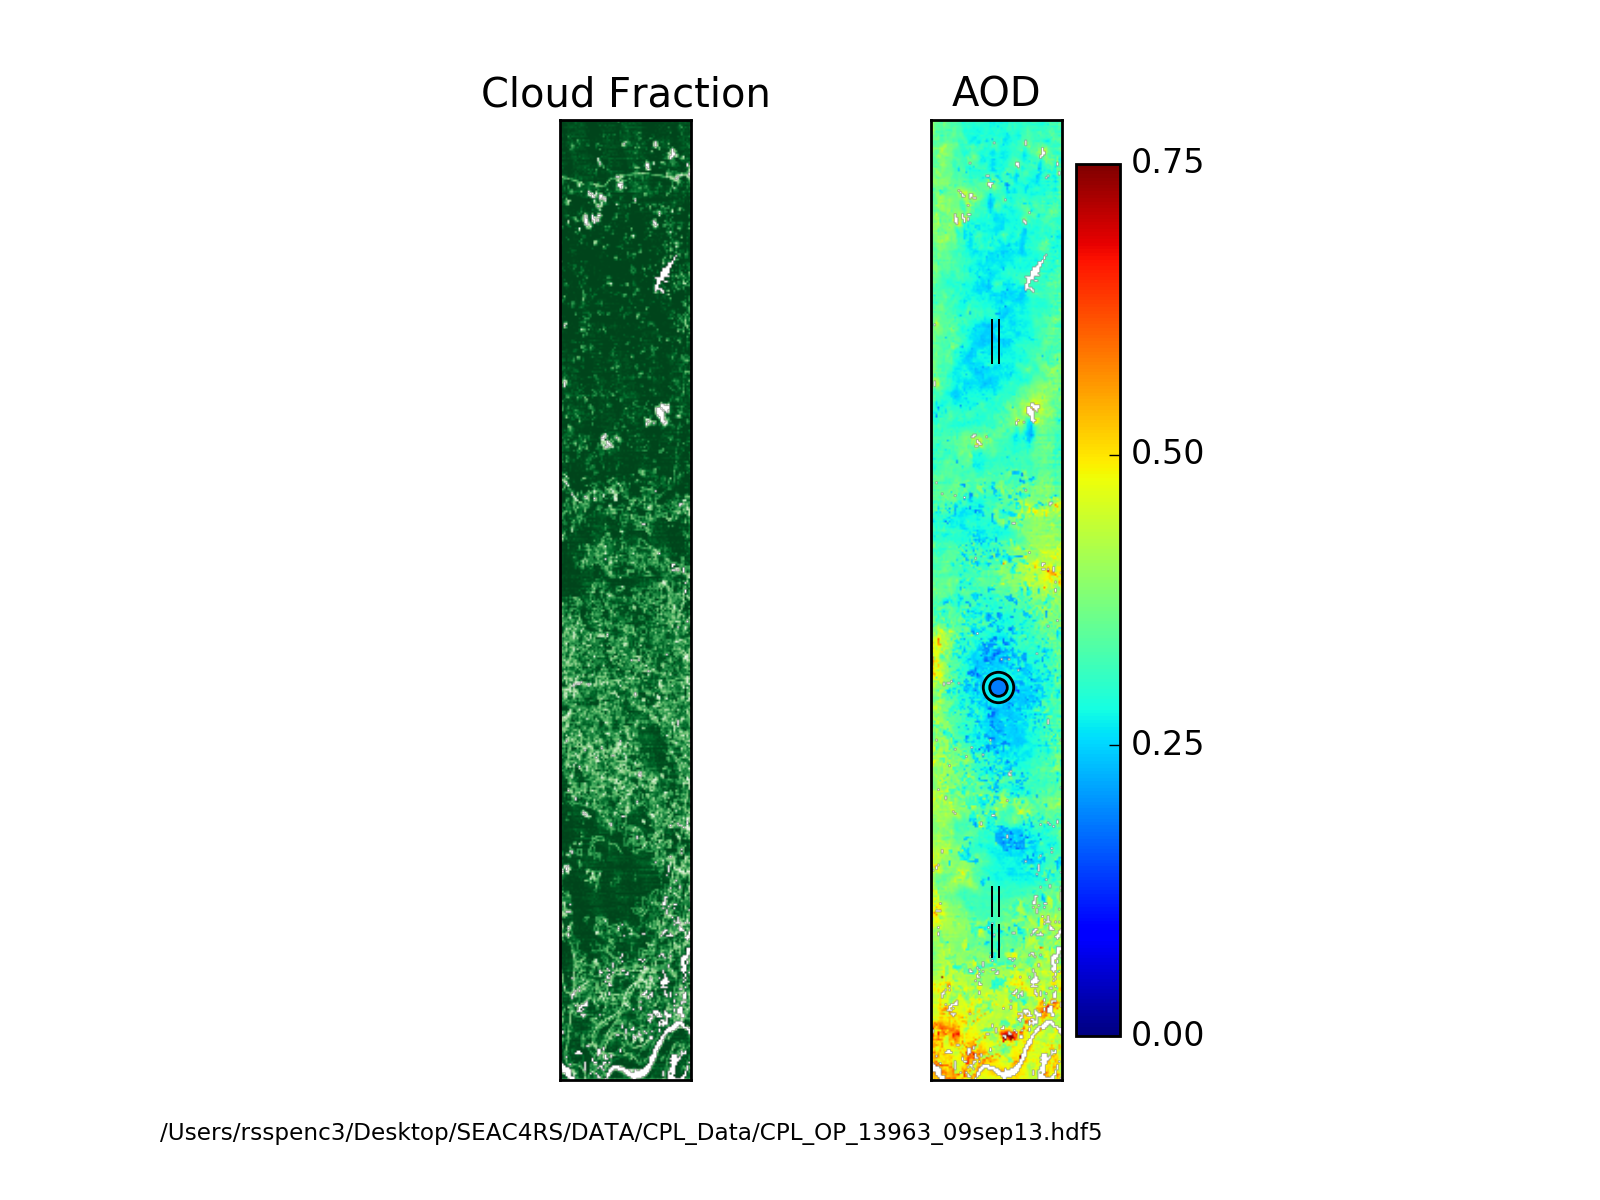 Cloud Fraction
AOD
0.75
0.50
0.25
0.00
/Users/rsspenc3/Desktop/SEAC4RS/DATA/CPL_Data/CPL_OP_13963_09sep13.hdf5